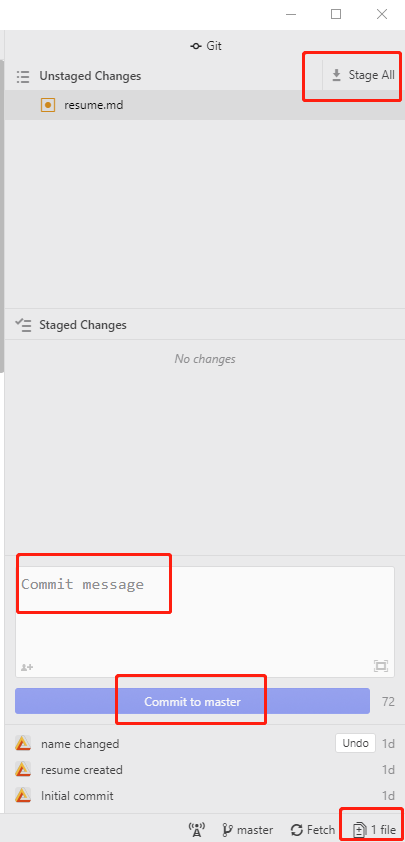 Git
Unstaged Changes Stage All
resume.md
Staged Changes
No changes
Commit message
Commit to master 72
name changed Undo 1d
resume created 1d
Initial commit 1d
master Fetch 1 file